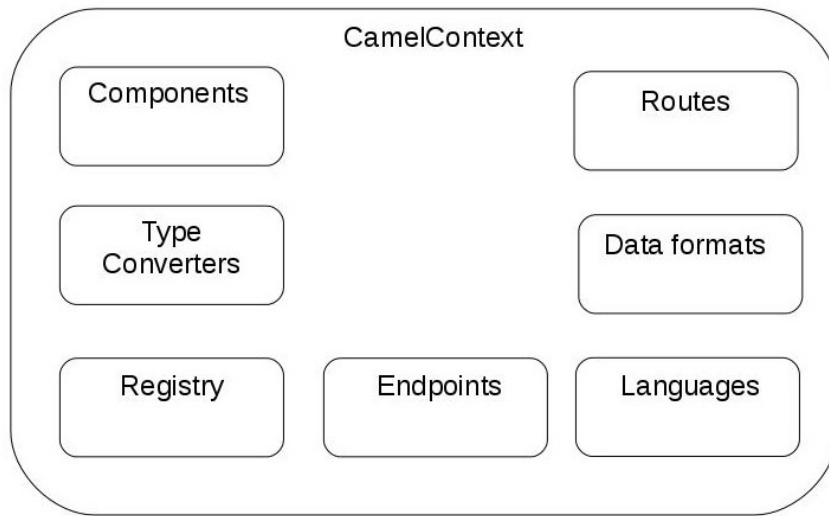 CamelContext
Components
Routes
Type
Converters
Data formats
Registry
Endpoints
Languages